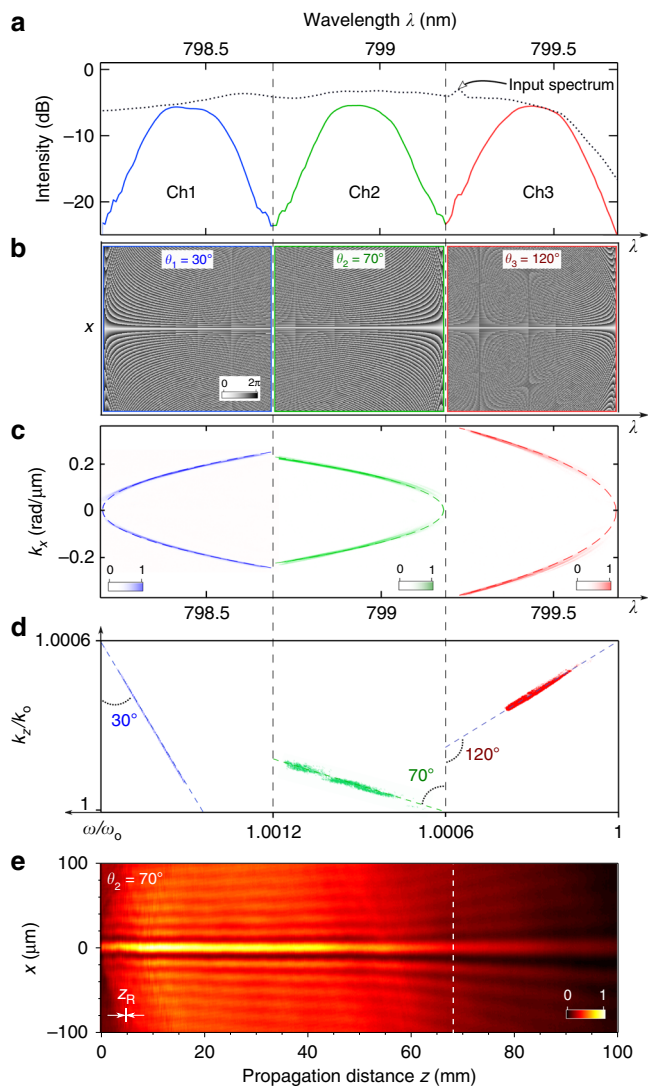 a
Wavelength λ (nm)
798.5 799 799.5
0
−10
−20
Intensity (dB)
Input spectrum
Ch1 Ch2 Ch3
λ
b
θ1 = 30° θ2 = 70° θ3 = 120°
x
0 2π
λ
c
0.2
0
−0.2
kx (rad/μm)
0 1 0 1 0 1
798.5 799 799.5 λ
d
1.0006
kz/ko
30°
70°
120°
1
ω/ωo 1.0012 1.0006 1
e
100
0
−100
x (μm)
θ2 = 70°
zR
0 1
0 20 40 60 80 100
Propagation distance z (mm)